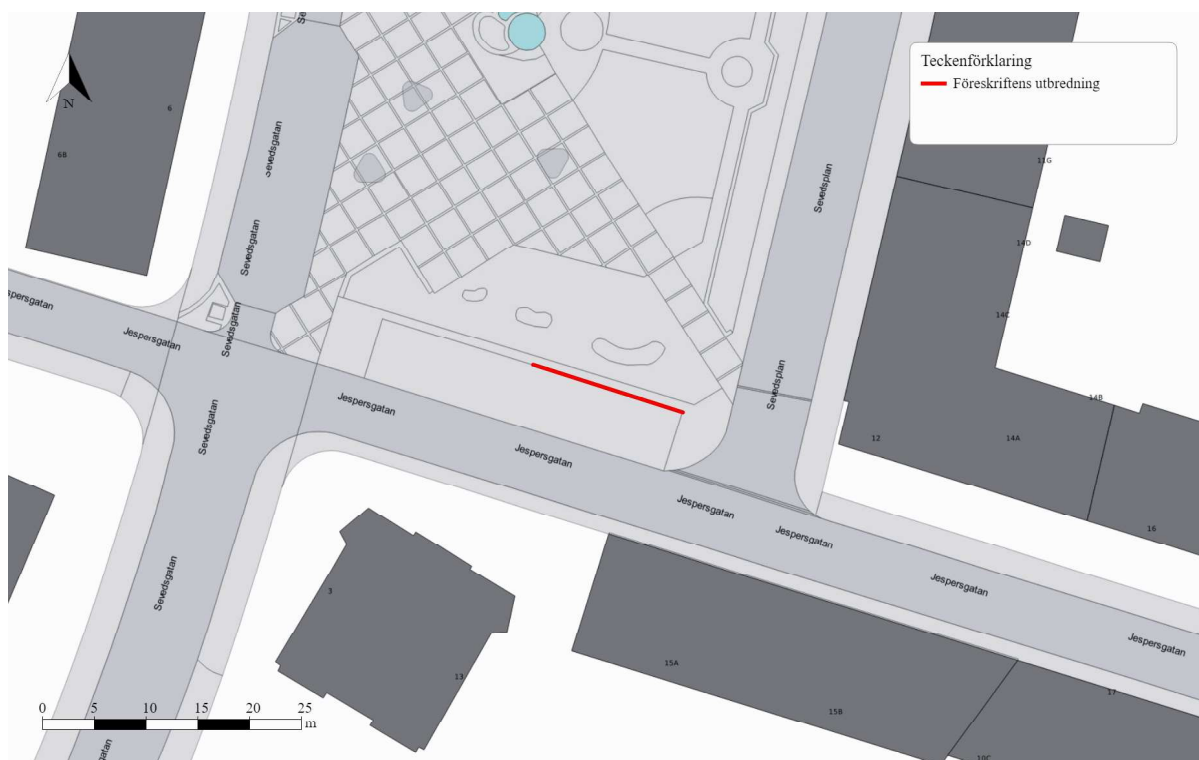 Teckenförklaring
Föreskriftens utbredning
N
6
6B
Sevedsgatan
Sevedsgatan
Sevedsgatan
Sevedsplan
11G
14D
14C
14B
14A
12
16
Jespersgatan
Sevedsgatan
Jespersgatan
Sevedsplan
Jespersgatan
Jespersgatan
Jespersgatan
Jespersgatan
Jespersgatan
Sevedsgatan
3
13
15A
15B
17
10C
0 5 10 15 20 25
m